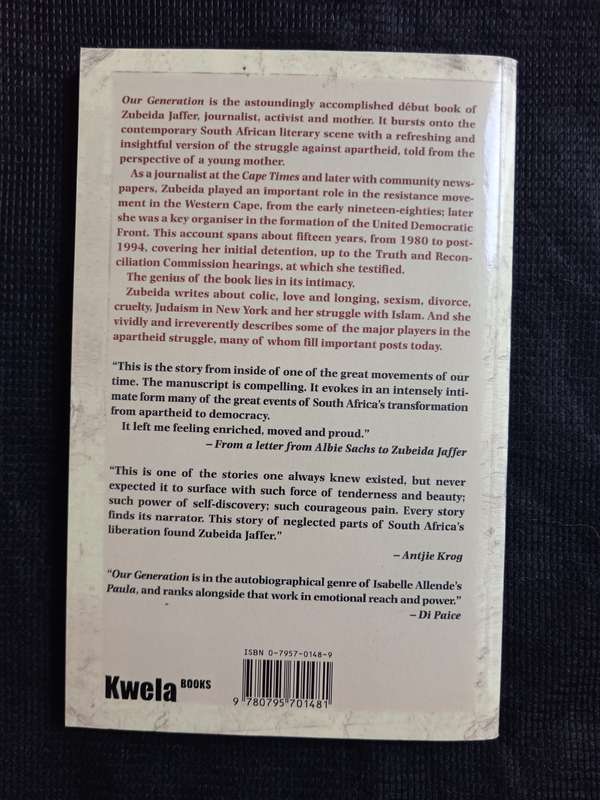 Our Generation is the astoundingly accomplished début book of
Zubeida Jaffer, journalist, activist and mother. It bursts onto the
contemporary South African literary scene with a refreshing and
insightful version of the struggle against apartheid, told from the
perspective of a young mother.
As a journalist at the Cape Times and later with community news-
papers, Zubeida played an important role in the resistance move-
ment in the Western Cape, from the early nineteen-eighties; later
she was a key organiser in the formation of the United Democratic
Front. This account spans about fifteen years, from 1980 to post-
1994, covering her initial detention, up to the Truth and Recon-
ciliation Commission hearings, at which she testified.
The genius of the book lies in its intimacy.
Zubeida writes about colic, love and longing, sexism, divorce,
cruelty, Judaism in New York and her struggle with Islam. And she
vividly and irreverently describes some of the major players in the
apartheid struggle, many of whom fill important posts today.
“This is the story from inside of one of the great movements of our
time. The manuscript is compelling. It evokes in an intensely inti-
mate form many of the great events of South Africa's transformation
from apartheid to democracy.
It left me feeling enriched, moved and proud.”
– From a letter from Albie Sachs to Zubeida Jaffer
“This is one of the stories one always knew existed, but never
expected it to surface with such force of tenderness and beauty;
such power of self-discovery; such courageous pain. Every story
finds its narrator. This story of neglected parts of South Africa's
liberation found Zubeida Jaffer.”
– Antjie Krog
“Our Generation is in the autobiographical genre of Isabelle Allende's
Paula, and ranks alongside that work in emotional reach and power.”
– Di Paice
ISBN 0-7957-0148-9
Kwela BOOKS
9 780795 701481